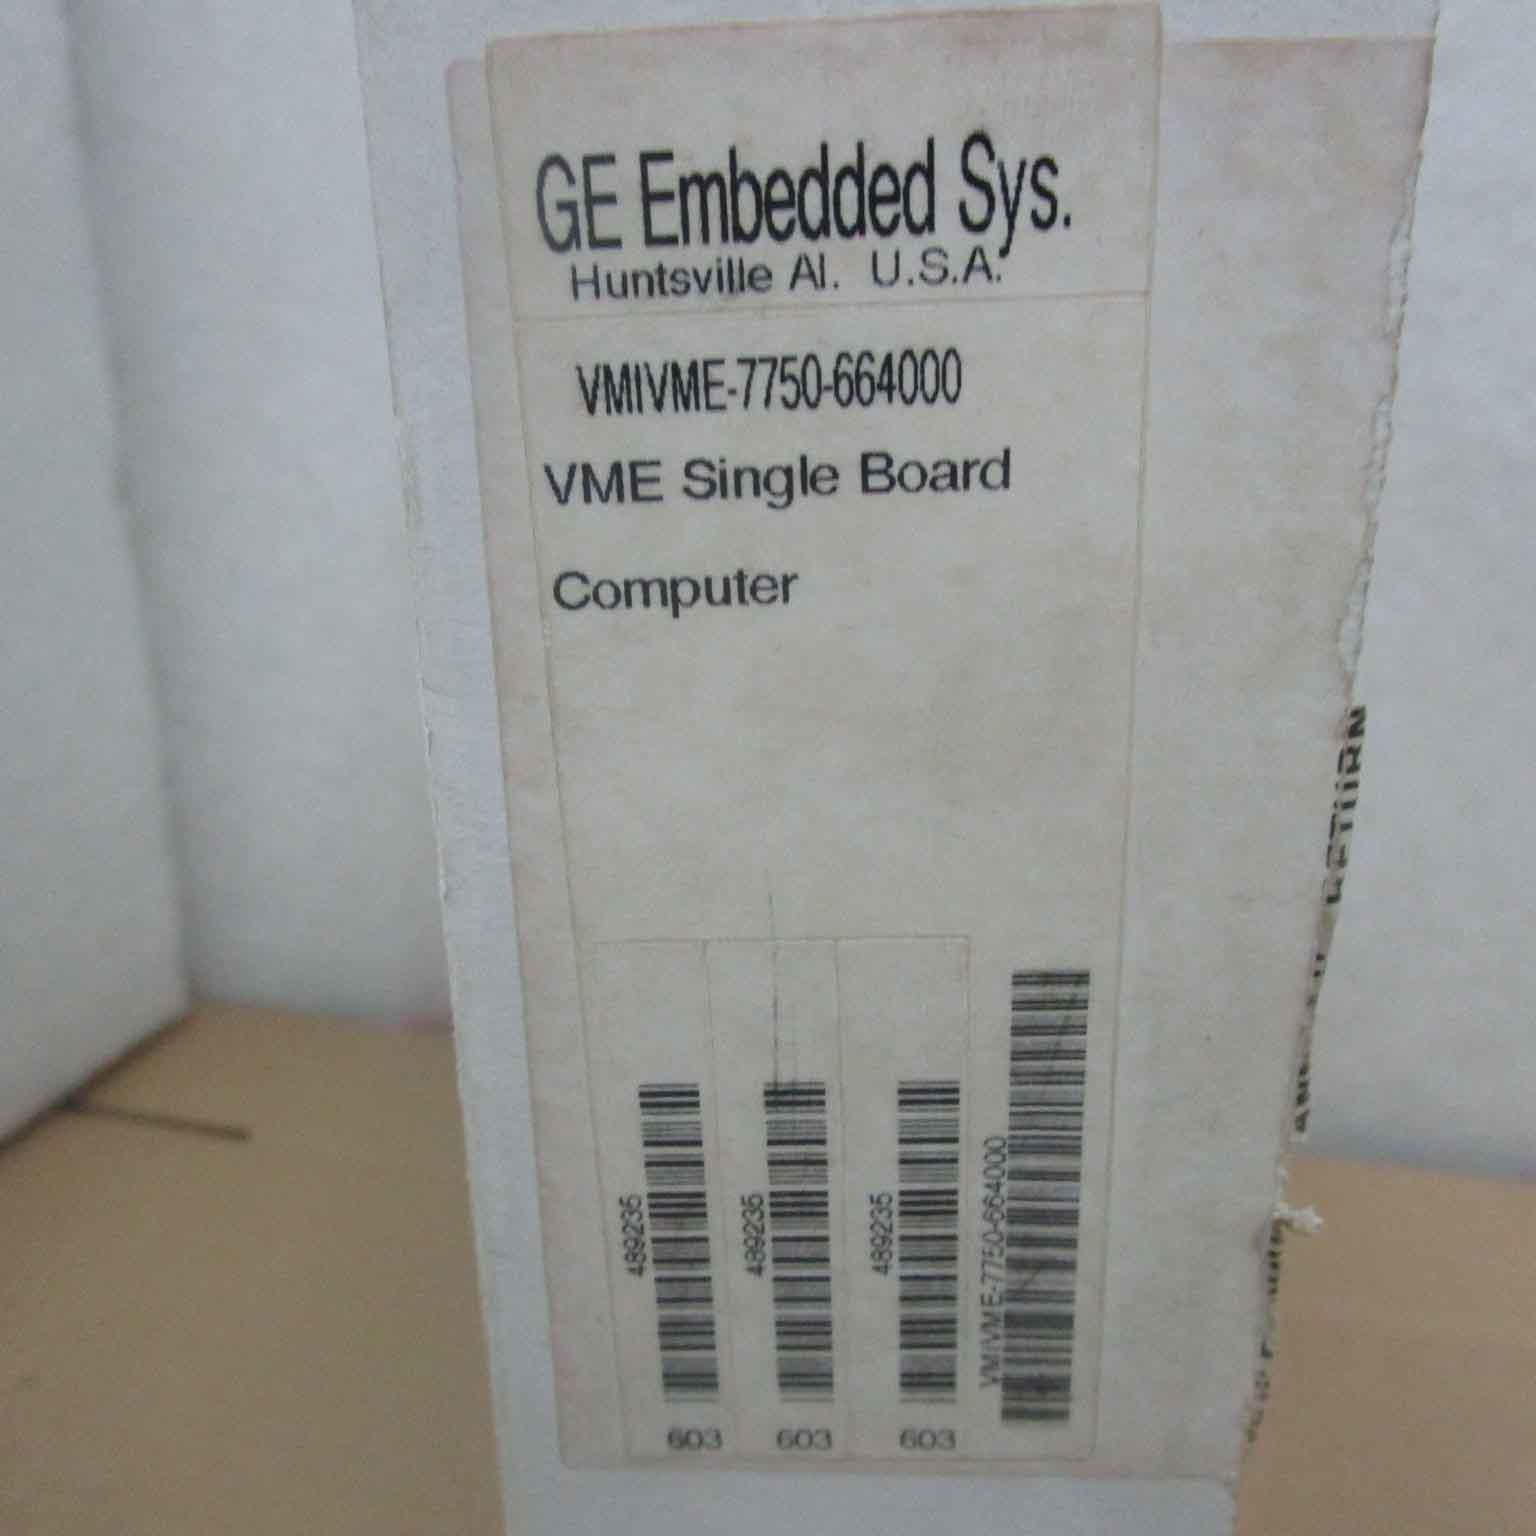 GE Embedded Sys.
Huntsville Al. U.S.A.
VMIVME-7750-664000
VME Single Board
Computer
489235
603
489235
603
489235
603
VMIVME-7750-664000
RETURN